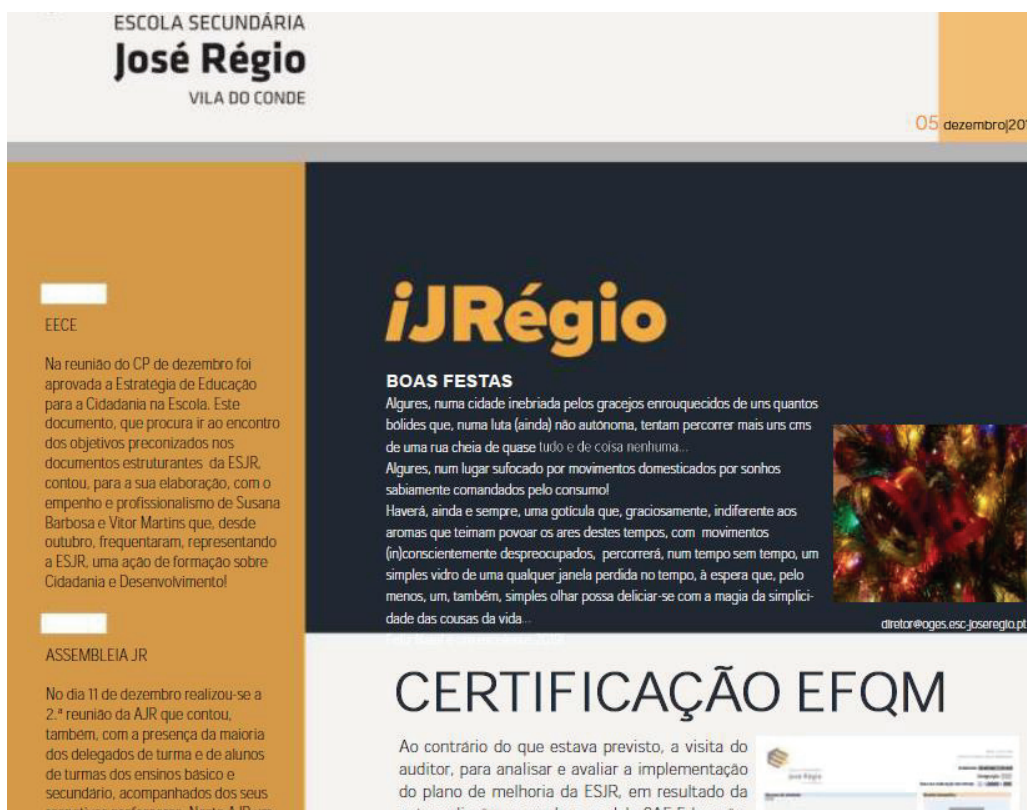 ESCOLA SECUNDÁRIA
José Régio
VILA DO CONDE
05 dezembro|20
EECE
Na reunião do CP de dezembro foi
aprovada a Estratégia de Educação
para a Cidadania na Escola. Este
documento, que procura ir ao encontro
dos objetivos preconizados nos
documentos estruturantes da ESJR,
contou, para a sua elaboração, com o
empenho e profissionalismo de Susana
Barbosa e Vitor Martins que, desde
outubro, frequentaram, representando
a ESJR, uma ação de formação sobre
Cidadania e Desenvolvimento!
ASSEMBLEIA JR
No dia 11 de dezembro realizou-se a
2.ª reunião da AJR que contou,
também, com a presença da maioria
dos delegados de turma e de alunos
de turmas dos ensinos básico e
secundário, acompanhados dos seus
iJRégio
BOAS FESTAS
Algures, numa cidade inebriada pelos gracejos enrouquecidos de uns quantos
bólides que, numa luta (ainda) não autónoma, tentam percorrer mais uns cms
de uma rua cheia de quase tudo e de coisa nenhuma...
Algures, num lugar sufocado por movimentos domesticados por sonhos
sabiamente comandados pelo consumo!
Haverá, ainda e sempre, uma gotícula que, graciosamente, indiferente aos
aromas que teimam povoar os ares destes tempos, com movimentos
(in)conscientemente despreocupados, percorrerá, num tempo sem tempo, um
simples vidro de uma qualquer janela perdida no tempo, à espera que, pelo
menos, um, também, simples olhar possa deliciar-se com a magia da simplici-
dade das cousas da vida...
diretor@oges.esc-joseregio.pt
CERTIFICAÇÃO EFQM
Ao contrário do que estava previsto, a visita do
auditor, para analisar e avaliar a implementação
do plano de melhoria da ESJR, em resultado da
José Régio